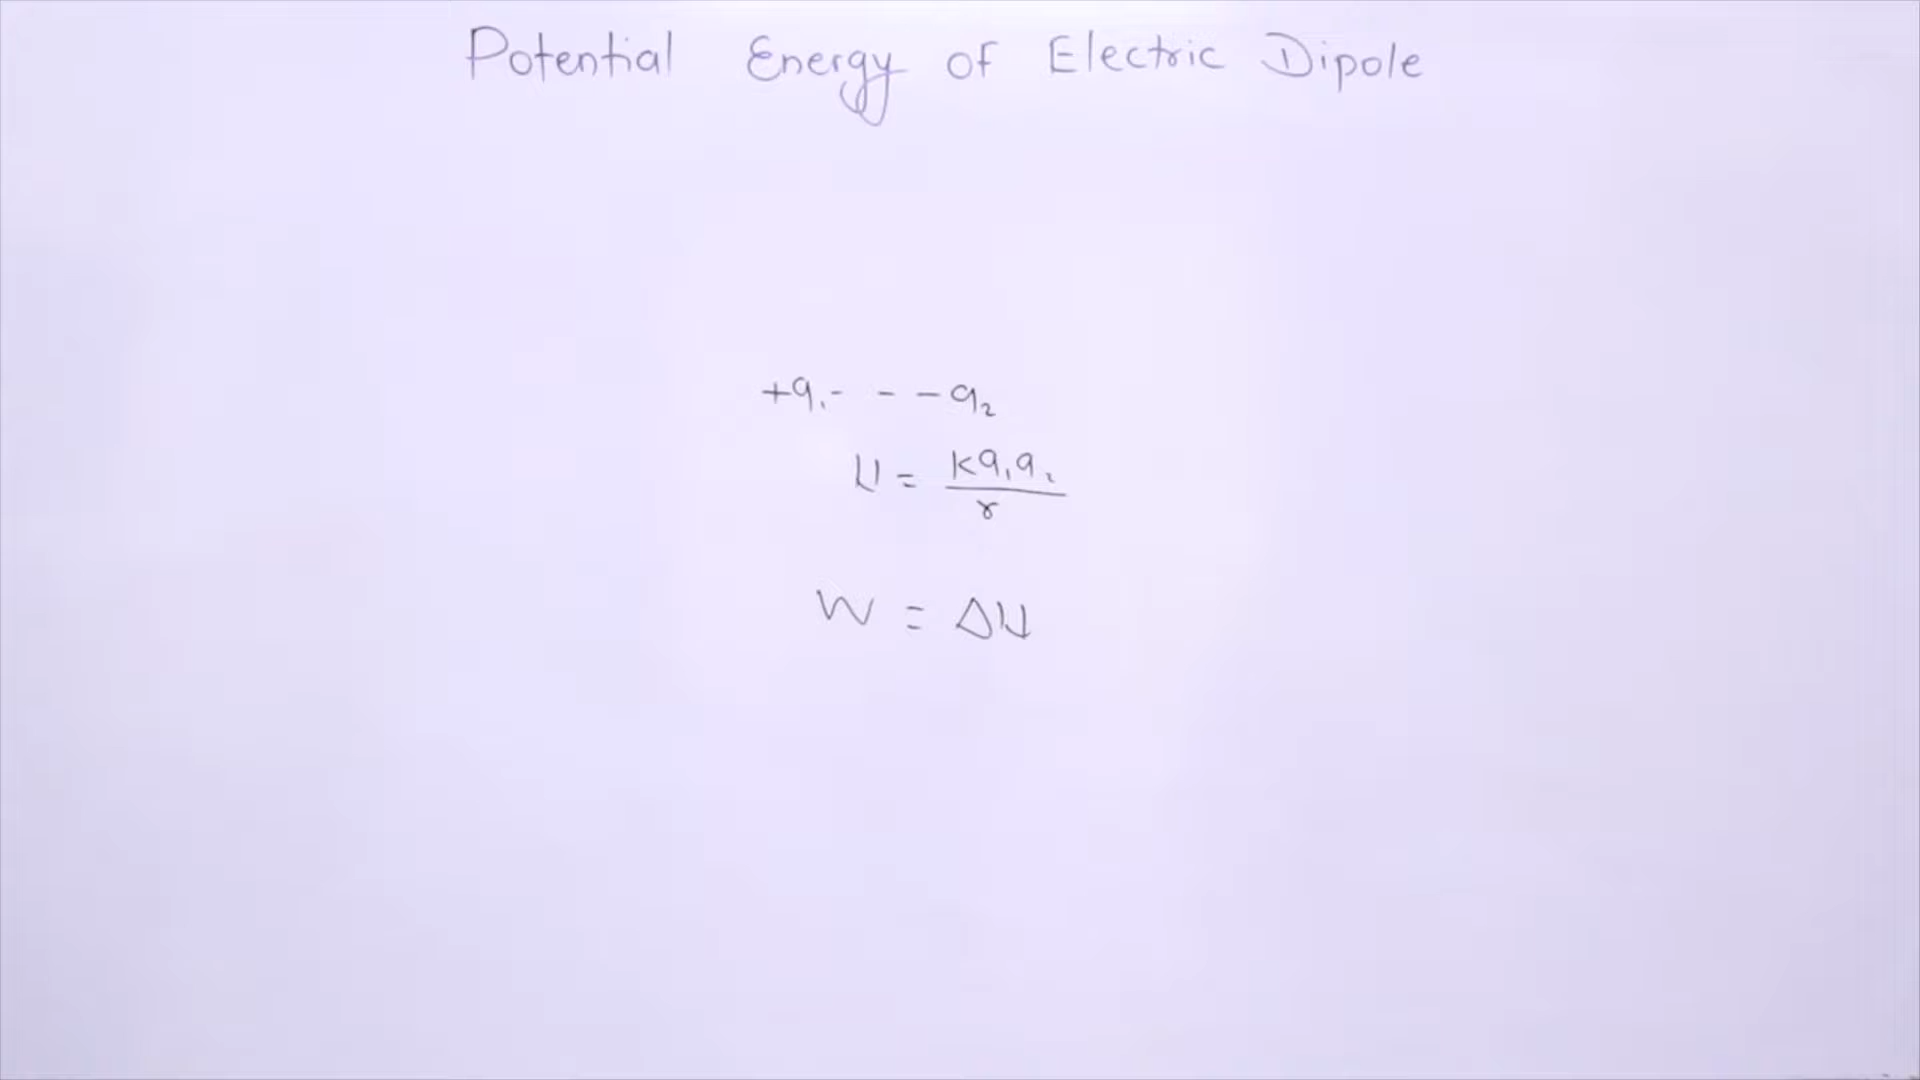 Potential Energy of Electric Dipole
+q₁- - - q₂
U = kq₁q₂/r
W = ΔU